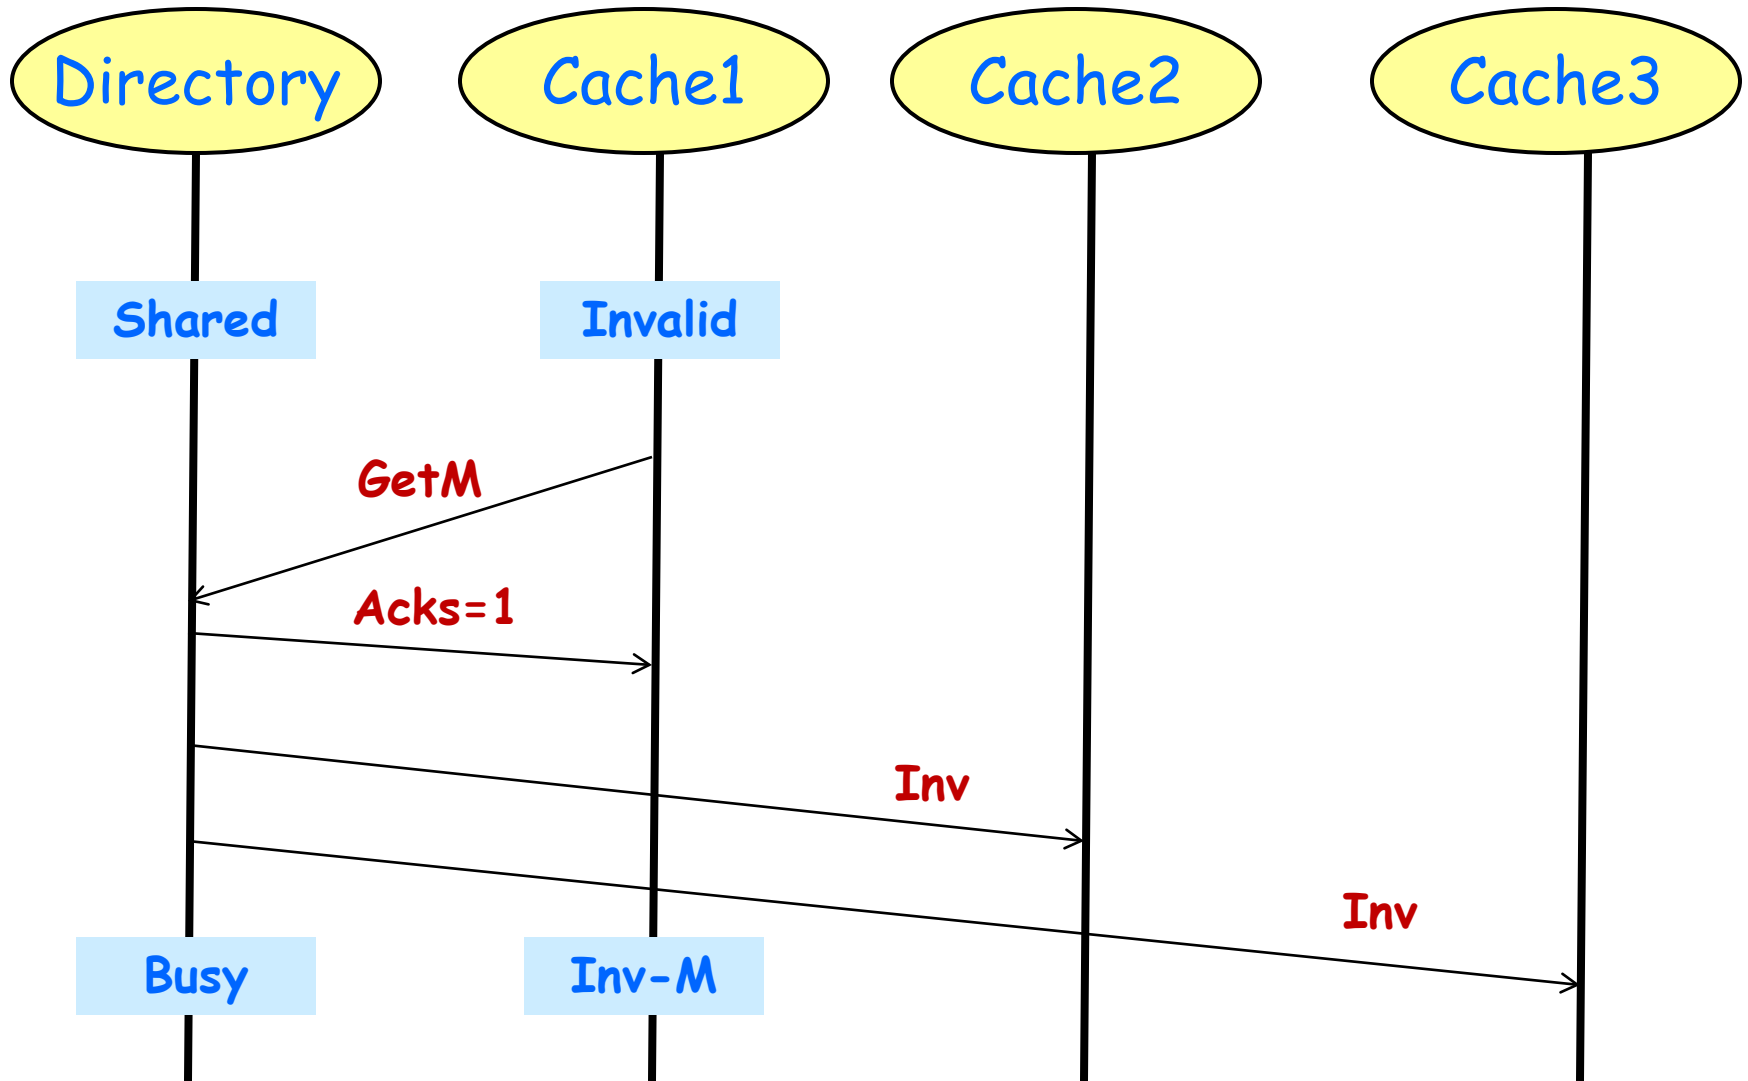 Directory
Cache1
Cache2
Cache3
Shared
Invalid
GetM
Acks=1
Inv
Inv
Busy
Inv-M